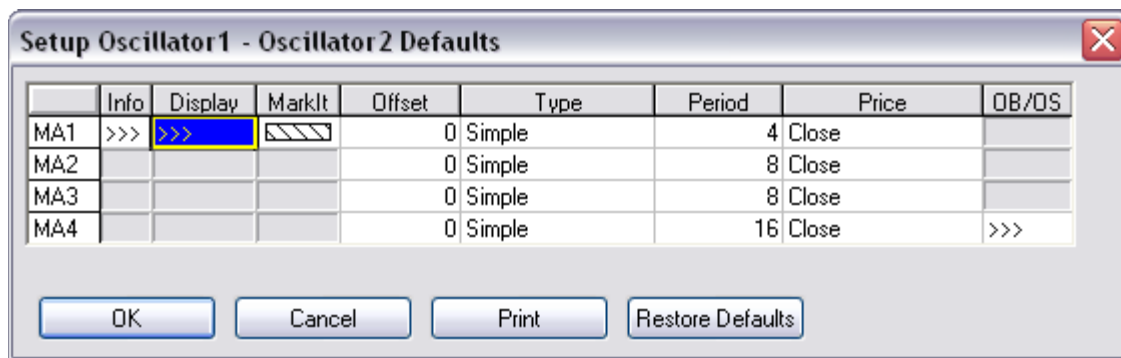 Setup Oscillator1 - Oscillator2 Defaults
Info Display MarkIt Offset Type Period Price OB/OS
MA1 >>> >>> 0 Simple 4 Close
MA2 0 Simple 8 Close
MA3 0 Simple 8 Close
MA4 0 Simple 16 Close >>>
OK Cancel Print Restore Defaults